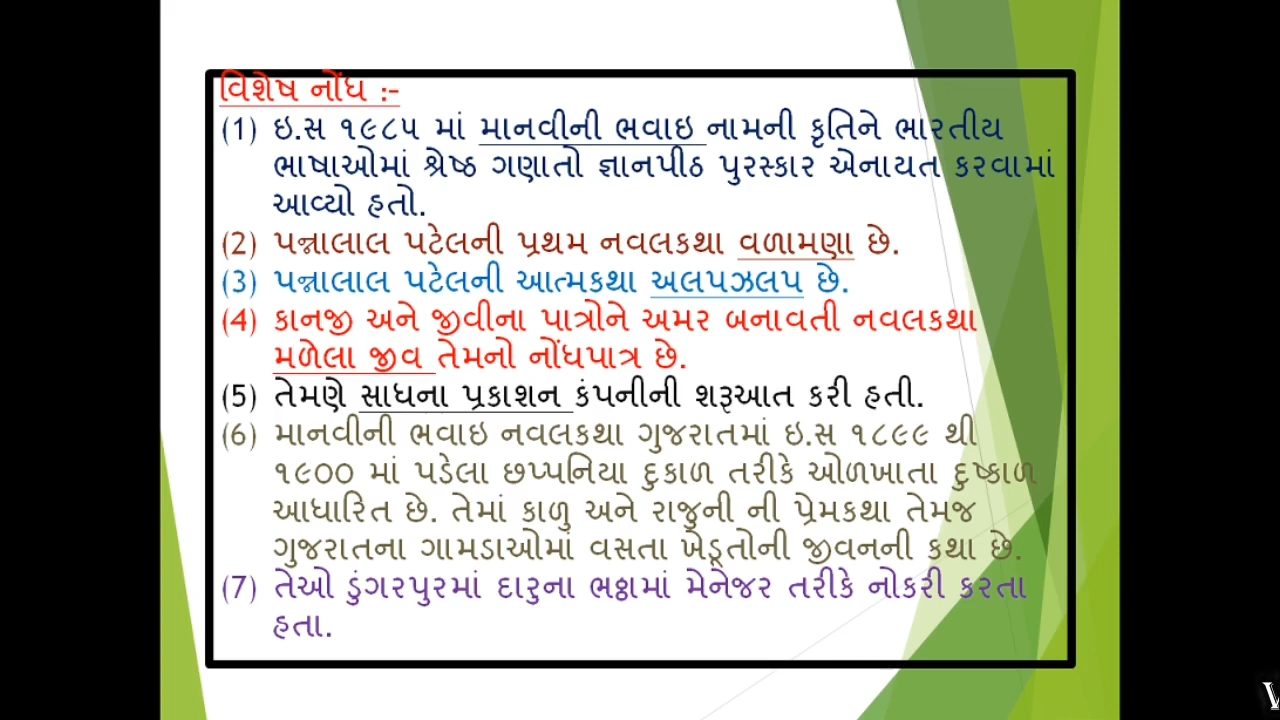 વિશેષ નોંધ :-
(1) ઇ.સ ૧૯૮૫ માં માનવીની ભવાઇ નામની કૃતિને ભારતીય
ભાષાઓમાં શ્રેષ્ઠ ગણાતો જ્ઞાનપીઠ પુરસ્કાર એનાયત કરવામાં
આવ્યો હતો.
(2) પન્નાલાલ પટેલની પ્રથમ નવલકથા વળામણા છે.
(3) પન્નાલાલ પટેલની આત્મકથા અલપઝલપ છે.
(4) કાનજી અને જીવીના પાત્રોને અમર બનાવતી નવલકથા
મળેલા જીવ તેમનો નોંધપાત્ર છે.
(5) તેમણે સાધના પ્રકાશન કંપનીની શરૂઆત કરી હતી.
(6) માનવીની ભવાઇ નવલકથા ગુજરાતમાં ઇ.સ ૧૮૯૯ થી
૧૯૦૦ માં પડેલા છપ્પનિયા દુકાળ તરીકે ઓળખાતા દુષ્કાળ
આધારિત છે. તેમાં કાળુ અને રાજુની ની પ્રેમકથા તેમજ
ગુજરાતના ગામડાઓમાં વસતા ખેડૂતોની જીવનની કથા છે.
(7) તેઓ ડુંગરપુરમાં દારુના ભઠ્ઠામાં મેનેજર તરીકે નોકરી કરતા
હતા.